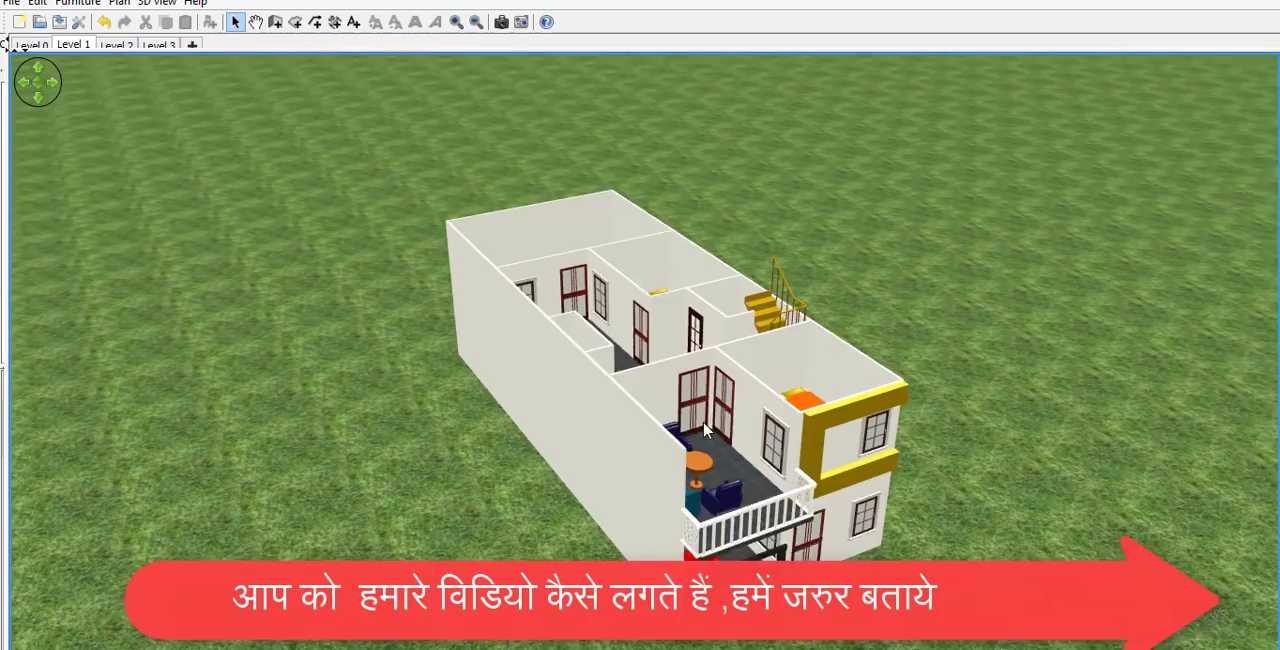 File Edit Furniture Plan 3D view Help
Level 0 Level 1 Level 2 Level 3
आप को हमारे विडियो कैसे लगते हैं ,हमें जरुर बताये